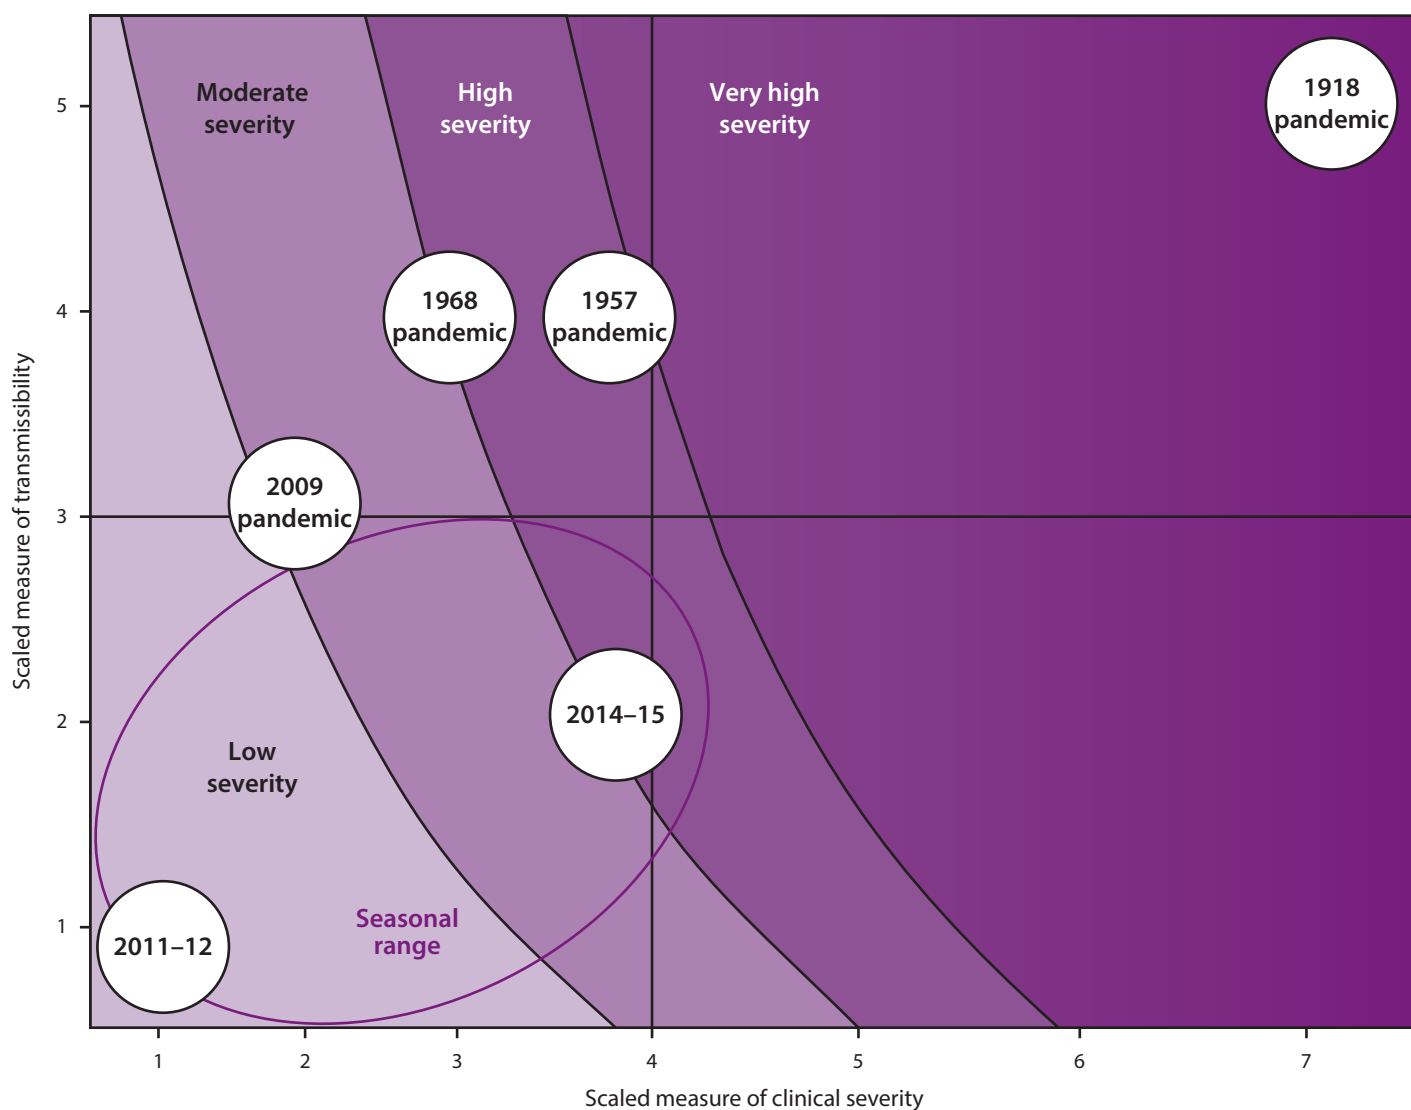 Scaled measure of transmissibility
5
4
3
2
1
Moderate
severity
High
severity
Very high
severity
1918
pandemic
1968
pandemic
1957
pandemic
2009
pandemic
2014–15
Low
severity
Seasonal
range
2011–12
1
2
3
4
5
6
7
Scaled measure of clinical severity